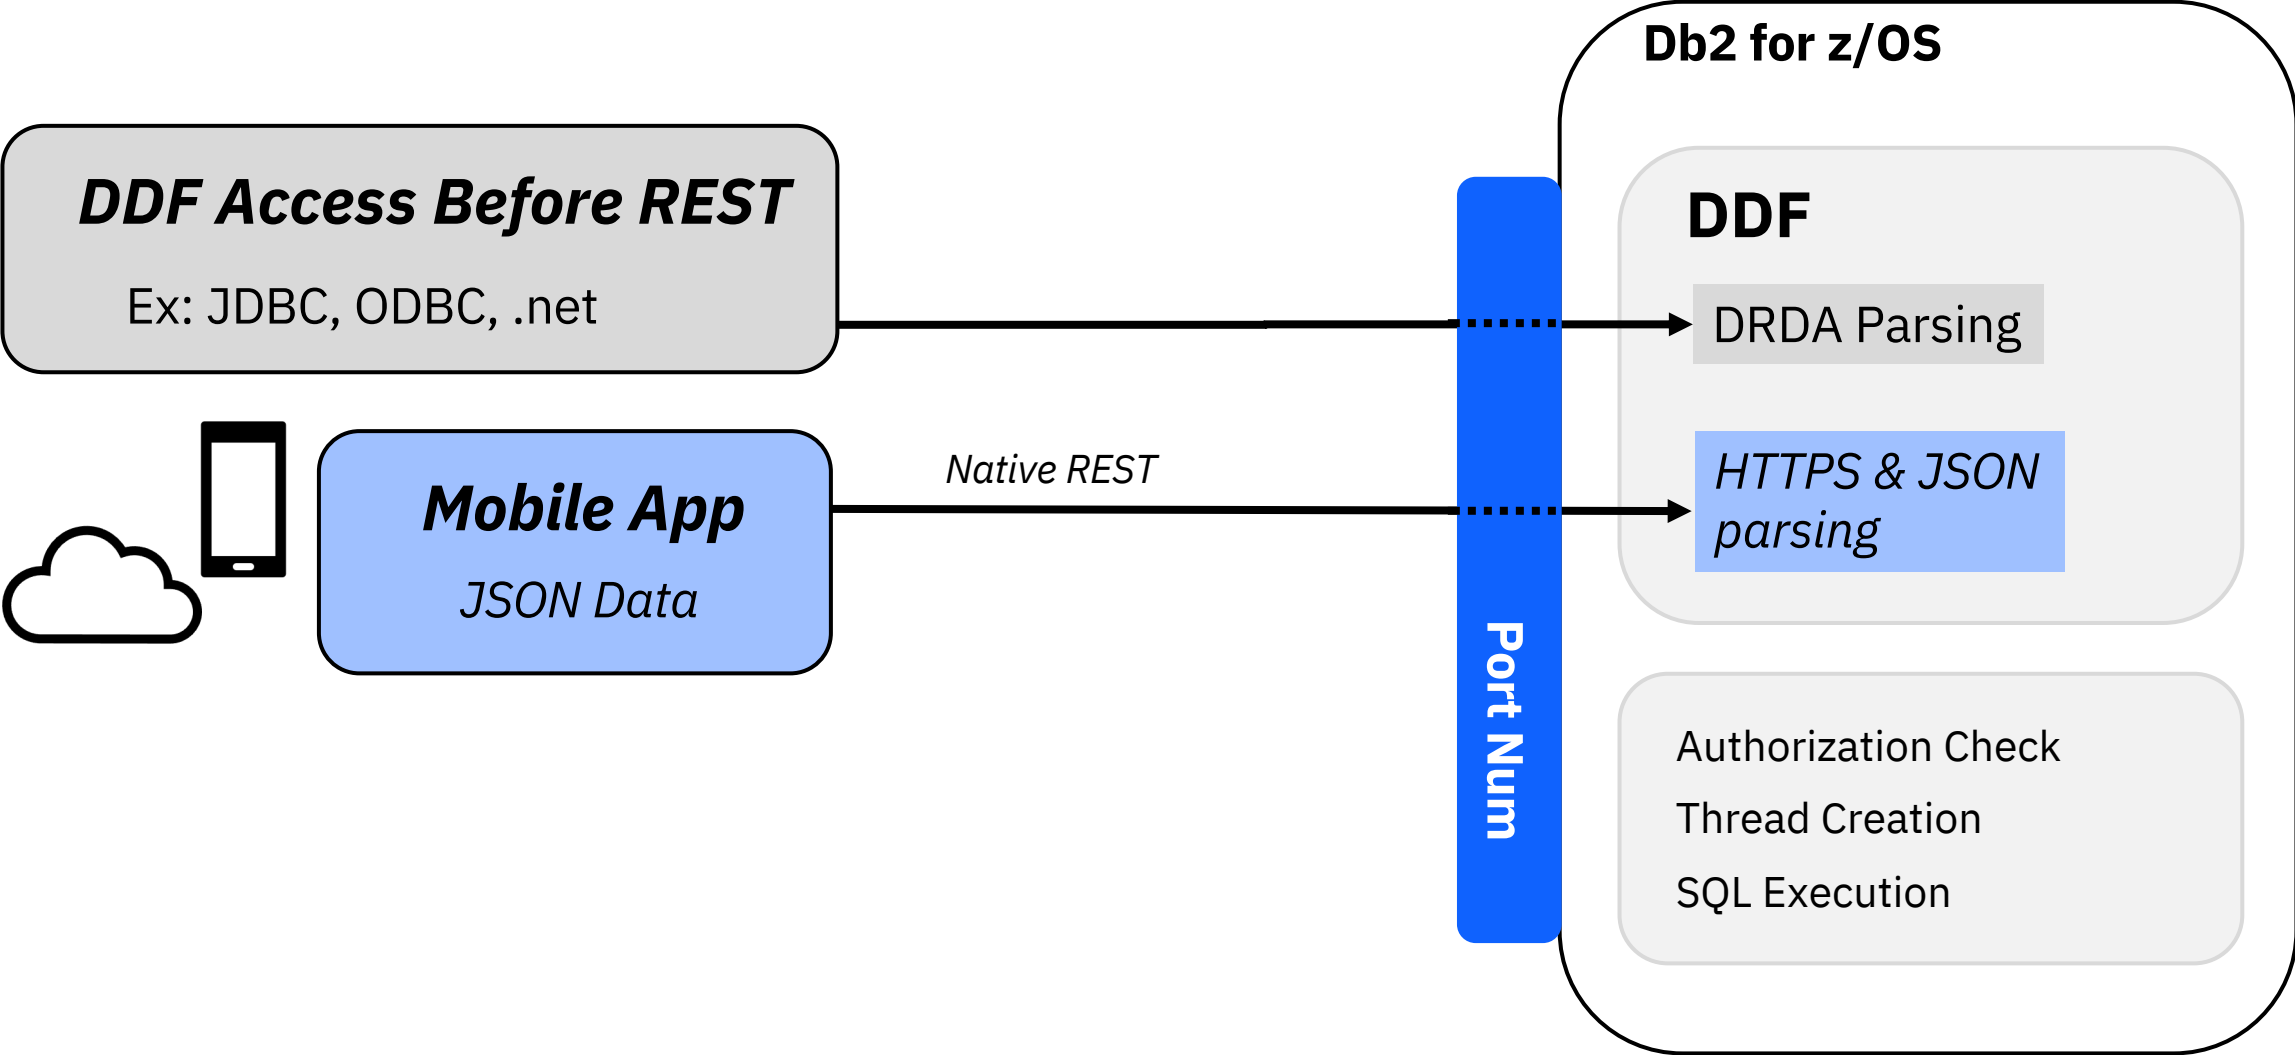 Db2 for z/OS
DDF Access Before REST
Ex: JDBC, ODBC, .net
DDF
DRDA Parsing
Mobile App
JSON Data
Native REST
HTTPS & JSON
parsing
Port Num
Authorization Check
Thread Creation
SQL Execution